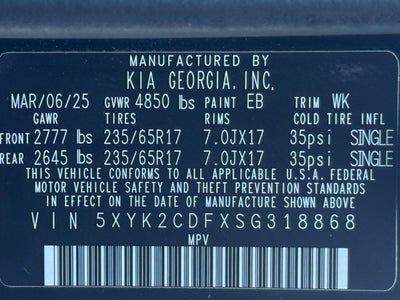 MANUFACTURED BY
KIA GEORGIA, INC.
MAR/06/25 GVWR 4850 lbs PAINT EB TRIM WK
GAWR TIRES RIMS COLD TIRE INFL
FRONT 2777 lbs 235/65R17 7.0JX17 35psi SINGLE
REAR 2645 lbs 235/65R17 7.0JX17 35psi SINGLE
THIS VEHICLE CONFORMS TO ALL APPLICABLE U.S.A. FEDERAL
MOTOR VEHICLE SAFETY, BUMPER, AND THEFT PREVENTION STANDARDS
IN EFFECT ON THE DATE OF MANUFACTURE SHOWN ABOVE.
VIN 5XYK2CDFXSG318868
MPV